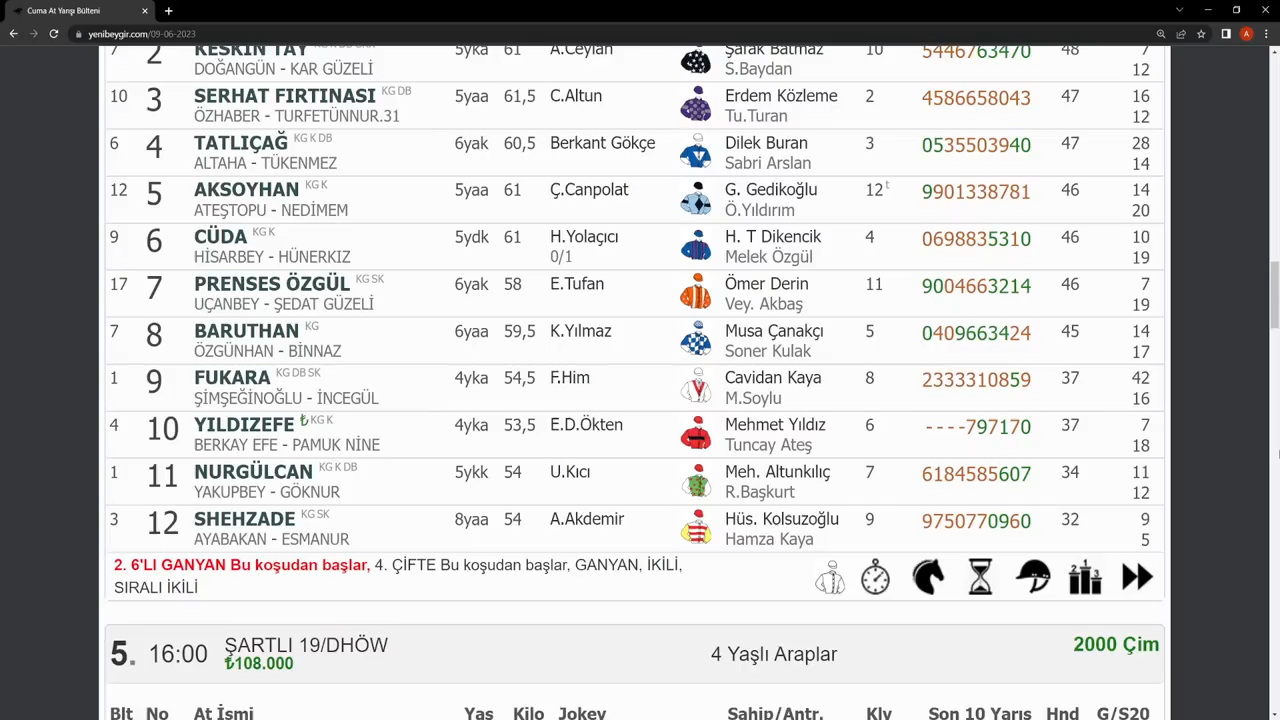 Cuma At Yarışı Bülteni
yenibeygir.com/09-06-2023
7 2 KESKİN TAY 5yka 61 A.Ceylan Şafak Batmaz 10 5446763470 48 7
DOĞANGÜN - KAR GÜZELİ S.Baydan 12
10 3 SERHAT FIRTINASI KG DB 5yaa 61,5 C.Altun Erdem Közleme 2 4586658043 47 16
ÖZHABER - TURFETÜNNUR.31 Tu.Turan 12
6 4 TATLIÇAĞ KG K DB 6yak 60,5 Berkant Gökçe Dilek Buran 3 0535503940 47 28
ALTAHA - TÜKENMEZ Sabri Arslan 14
12 5 AKSOYHAN KG K 5yaa 61 Ç.Canpolat G. Gedikoğlu 12t 9901338781 46 14
ATEŞTOPU - NEDİMEM Ö.Yıldırım 20
9 6 CÜDA KG K 5ydk 61 H.Yolaçıcı H. T Dikencik 4 0698835310 46 10
HİSARBEY - HÜNERKIZ 0/1 Melek Özgül 19
17 7 PRENSES ÖZGÜL KG SK 6yak 58 E.Tufan Ömer Derin 11 9004663214 46 7
UÇANBEY - ŞEDAT GÜZELİ Vey. Akbaş 19
7 8 BARUTHAN KG 6yaa 59,5 K.Yılmaz Musa Çanakçı 5 0409663424 45 14
ÖZGÜNHAN - BİNNAZ Soner Kulak 17
1 9 FUKARA KG DB SK 4yka 54,5 F.Him Cavidan Kaya 8 2333310859 37 42
ŞİMŞEĞİNOĞLU - İNCEGÜL M.Soylu 16
4 10 YILDIZEFE ₺ KG K 4yka 53,5 E.D.Ökten Mehmet Yıldız 6 ----797170 37 7
BERKAY EFE - PAMUK NİNE Tuncay Ateş 18
1 11 NURGÜLCAN KG K DB 5ykk 54 U.Kıcı Meh. Altunkılıç 7 6184585607 34 11
YAKUPBEY - GÖKNUR R.Başkurt 12
3 12 SHEHZADE KG SK 8yaa 54 A.Akdemir Hüs. Kolsuzoğlu 9 9750770960 32 9
AYABAKAN - ESMANUR Hamza Kaya 5
2. 6'LI GANYAN Bu koşudan başlar, 4. ÇİFTE Bu koşudan başlar, GANYAN, İKİLİ,
SIRALI İKİLİ
5. 16:00 ŞARTLI 19/DHÖW 4 Yaşlı Araplar 2000 Çim
₺108.000
Blt No At İsmi Yaş Kilo Jokey Sahip/Antr. Klv Son 10 Yarış Hnd G/S20